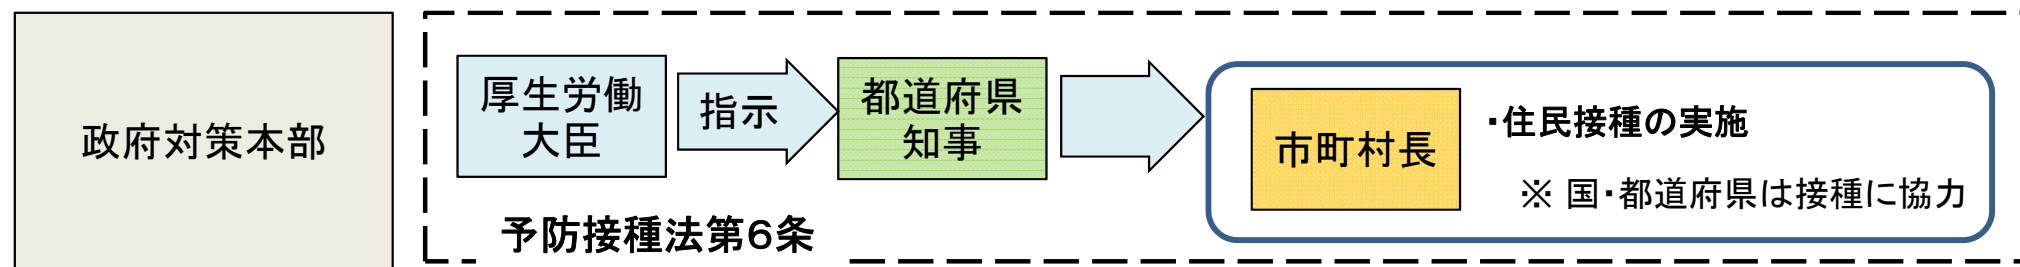 政府対策本部
厚生労働
大臣
指示
都道府県
知事
市町村長
・住民接種の実施
※ 国・都道府県は接種に協力
予防接種法第６条